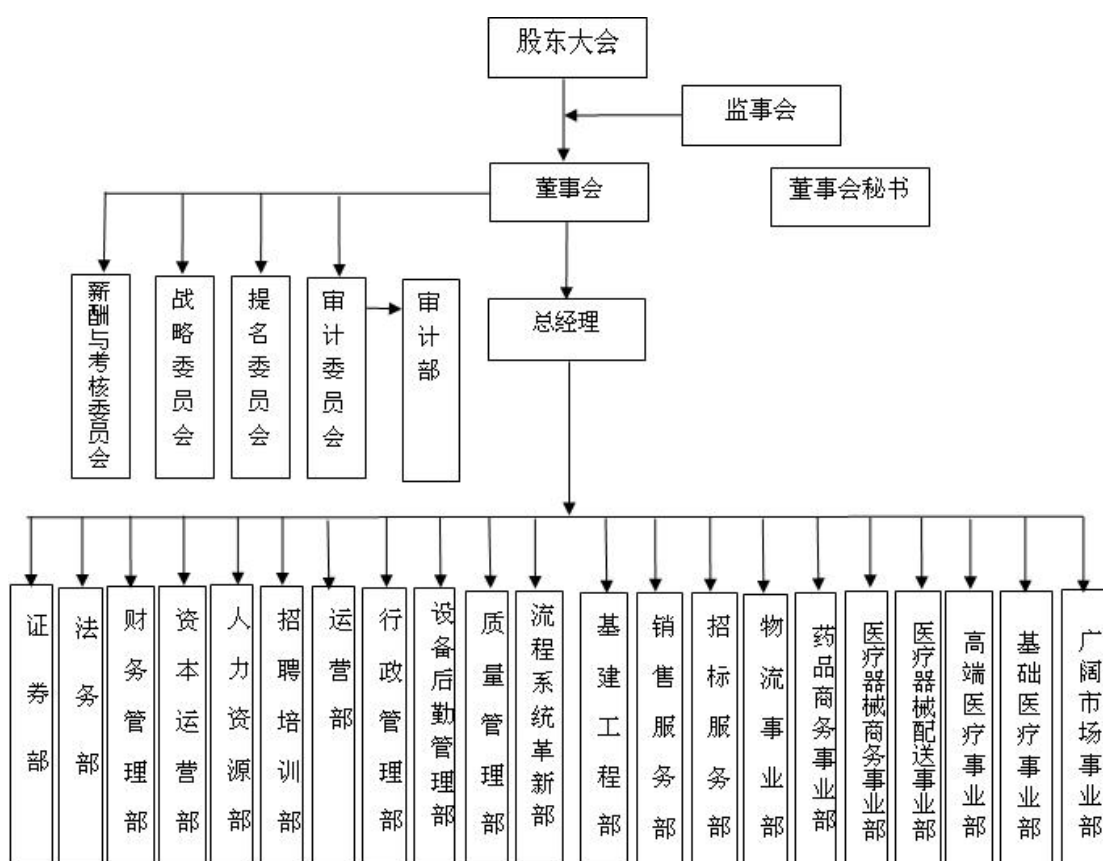 股东大会
监事会
董事会
董事会秘书
总经理
薪酬与考核委员会
战略委员会
提名委员会
审计委员会
审计部
证券部
法务部
财务管理部
资本运营部
人力资源部
招聘培训部
运营部
行政管理部
设备后勤管理部
质量管理部
流程系统革新部
基建工程部
销售服务部
招标服务部
物流事业部
药品商务事业部
医疗器械商务事业部
医疗器械配送事业部
高端医疗事业部
基础医疗事业部
广阔市场事业部